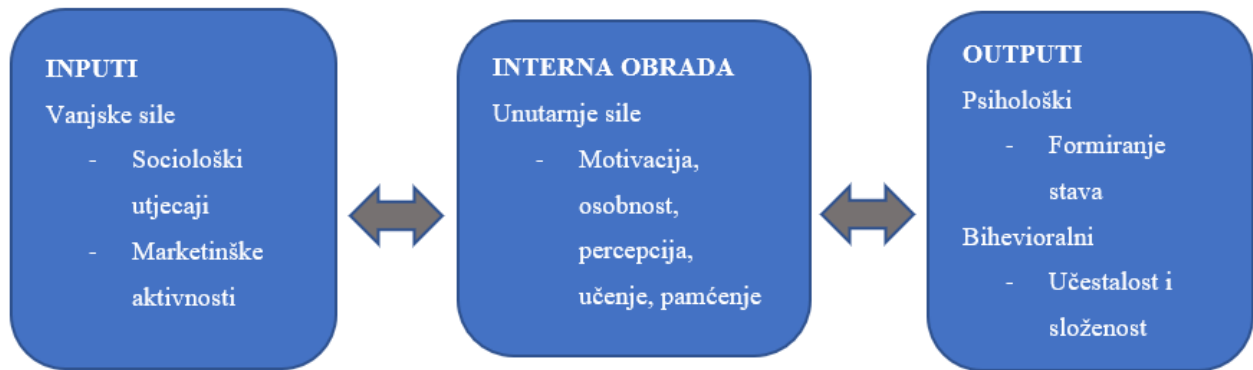 INPUTI
Vanjske sile
- Sociološki
utjecaji
- Marketinške
aktivnosti
INTERNA OBRADA
Unutarnje sile
- Motivacija,
osobnost,
percepcija,
učenje, pamćenje
OUTPUTI
Psihološki
- Formiranje
stava
Bihevioralni
- Učestalost i
složenost